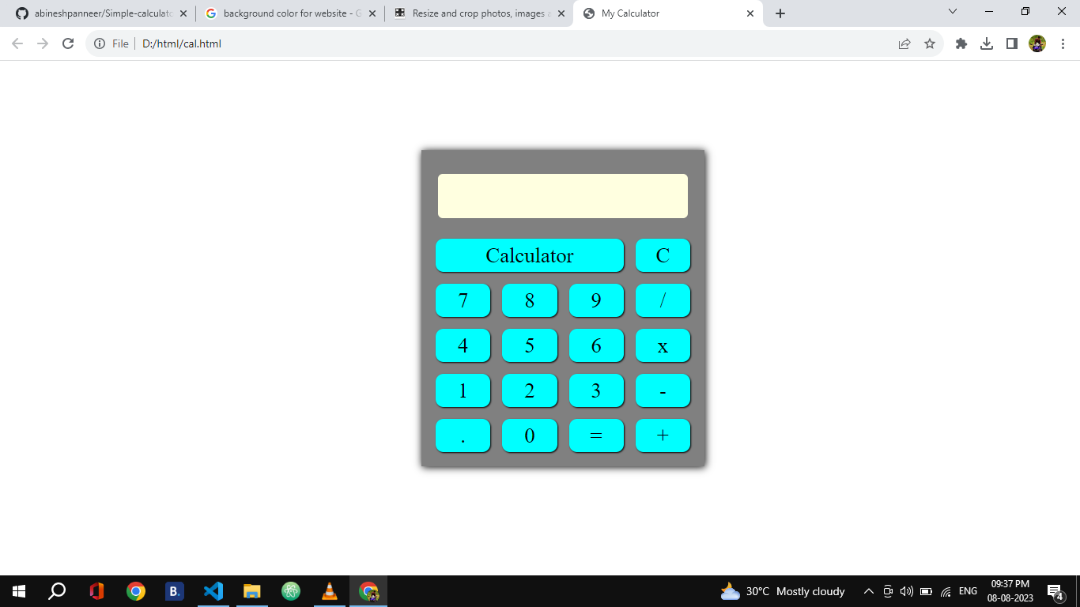 abineshpanneer/Simple-calculat
background color for website - G
Resize and crop photos, images a
My Calculator
File
D:/html/cal.html
Calculator C
7 8 9 /
4 5 6 x
1 2 3 -
. 0 = +
B.
30°C Mostly cloudy
ENG
09:37 PM
08-08-2023
4